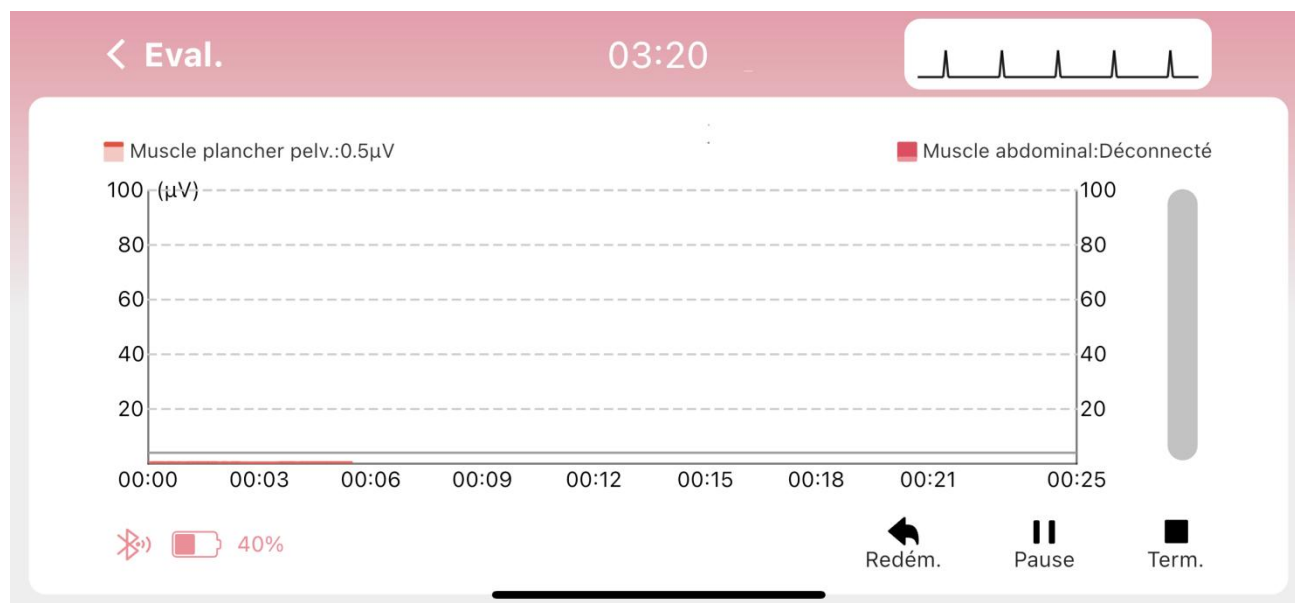 Eval.
03:20
Muscle plancher pelv.:0.5μV
Muscle abdominal:Déconnecté
100 (μV) 100
80 80
60 60
40 40
20 20
00:00 00:03 00:06 00:09 00:12 00:15 00:18 00:21 00:25
40%
Redém. Pause Term.